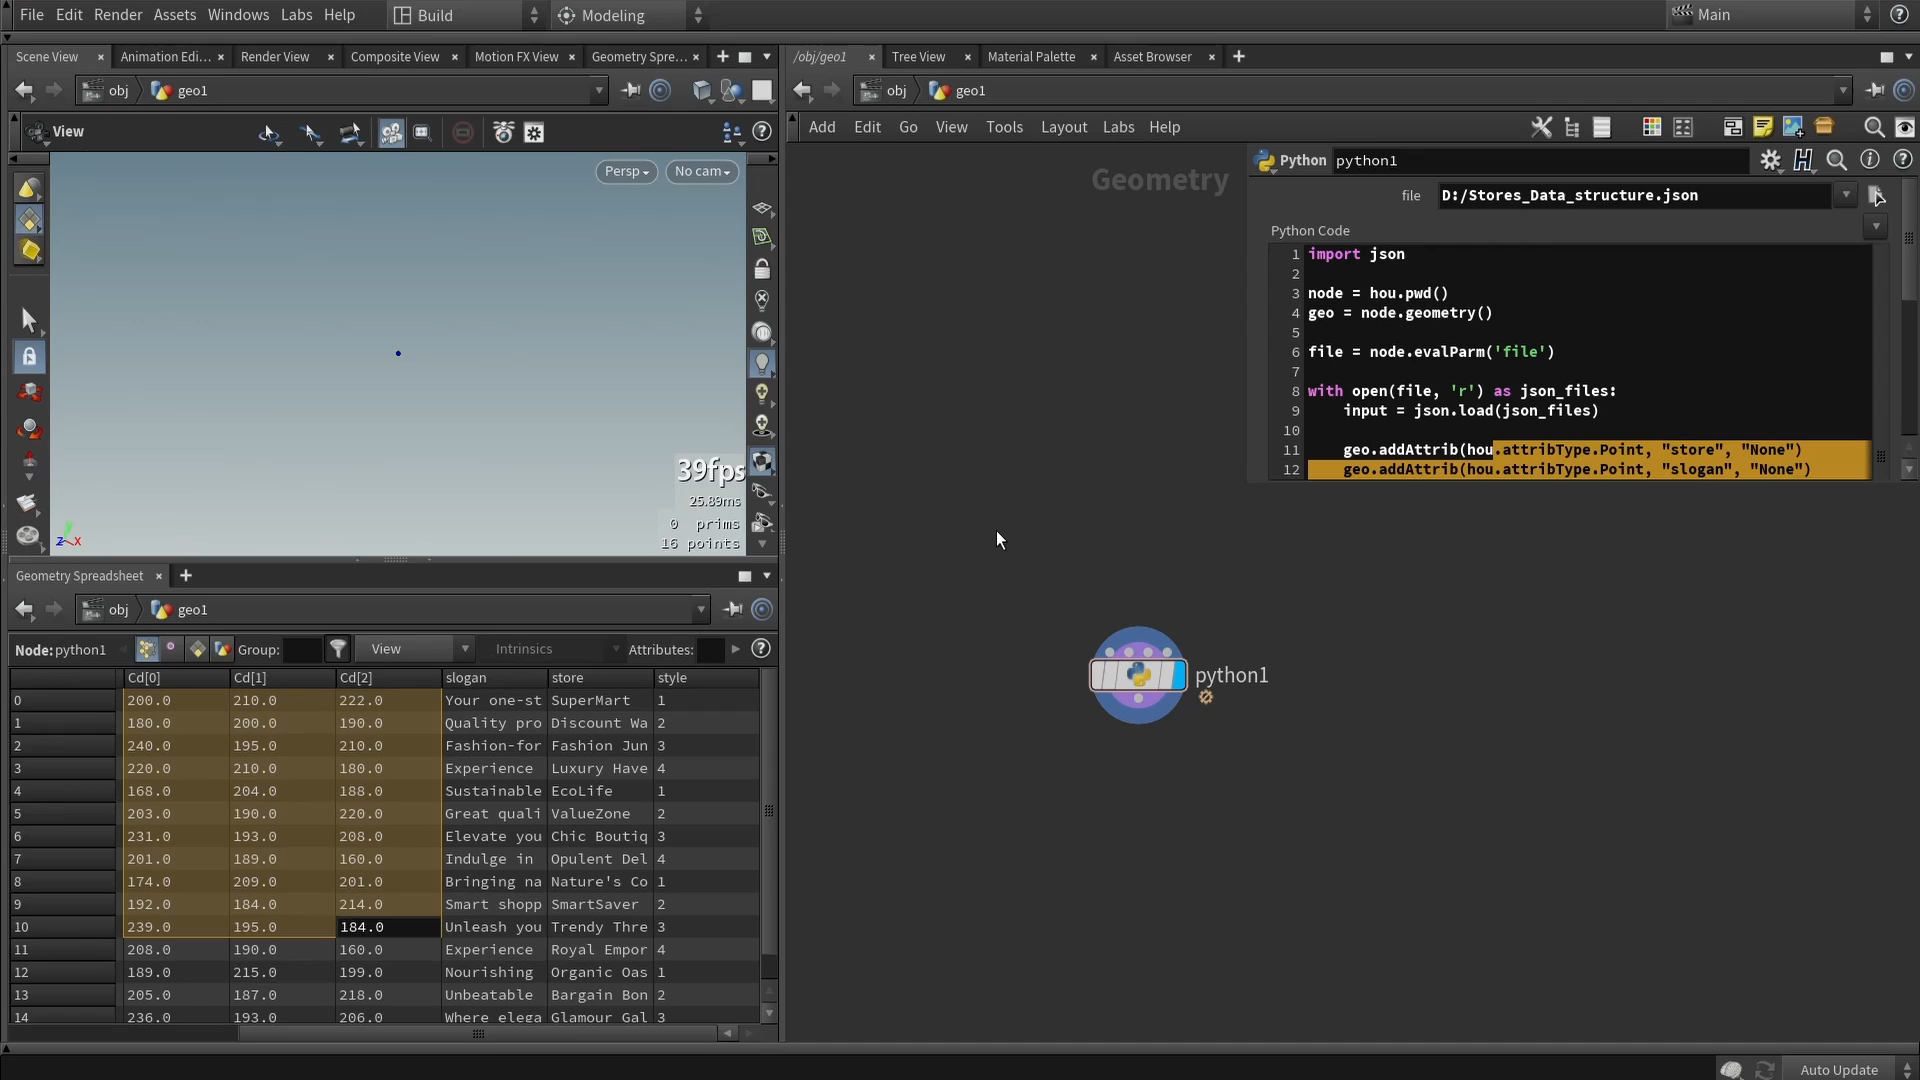 File Edit Render Assets Windows Labs Help Build Modeling Main
Scene View Animation Edi... Render View Composite View Motion FX View Geometry Spre...
obj geo1
View
Persp No cam
39fps
25.89ms
0 prims
16 points
z x y
Geometry Spreadsheet
obj geo1
Node: python1 Group: View Intrinsics Attributes:
Cd[0] Cd[1] Cd[2] slogan store style
0 200.0 210.0 222.0 Your one-st SuperMart 1
1 180.0 200.0 190.0 Quality pro Discount Wa 2
2 240.0 195.0 210.0 Fashion-for Fashion Jun 3
3 220.0 210.0 180.0 Experience Luxury Have 4
4 168.0 204.0 188.0 Sustainable EcoLife 1
5 203.0 190.0 220.0 Great quali ValueZone 2
6 231.0 193.0 208.0 Elevate you Chic Boutiq 3
7 201.0 189.0 160.0 Indulge in Opulent Del 4
8 174.0 209.0 201.0 Bringing na Nature's Co 1
9 192.0 184.0 214.0 Smart shopp SmartSaver 2
10 239.0 195.0 184.0 Unleash you Trendy Thre 3
11 208.0 190.0 160.0 Experience Royal Empor 4
12 189.0 215.0 199.0 Nourishing Organic Oas 1
13 205.0 187.0 218.0 Unbeatable Bargain Bon 2
14 236.0 193.0 206.0 Where elega Glamour Gal 3
/obj/geo1 Tree View Material Palette Asset Browser
obj geo1
Add Edit Go View Tools Layout Labs Help
Geometry
Python python1
file D:/Stores_Data_structure.json
Python Code
1 import json
2
3 node = hou.pwd()
4 geo = node.geometry()
5
6 file = node.evalParm('file')
7
8 with open(file, 'r') as json_files:
9 input = json.load(json_files)
10
11 geo.addAttrib(hou.attribType.Point, "store", "None")
12 geo.addAttrib(hou.attribType.Point, "slogan", "None")
python1
Auto Update